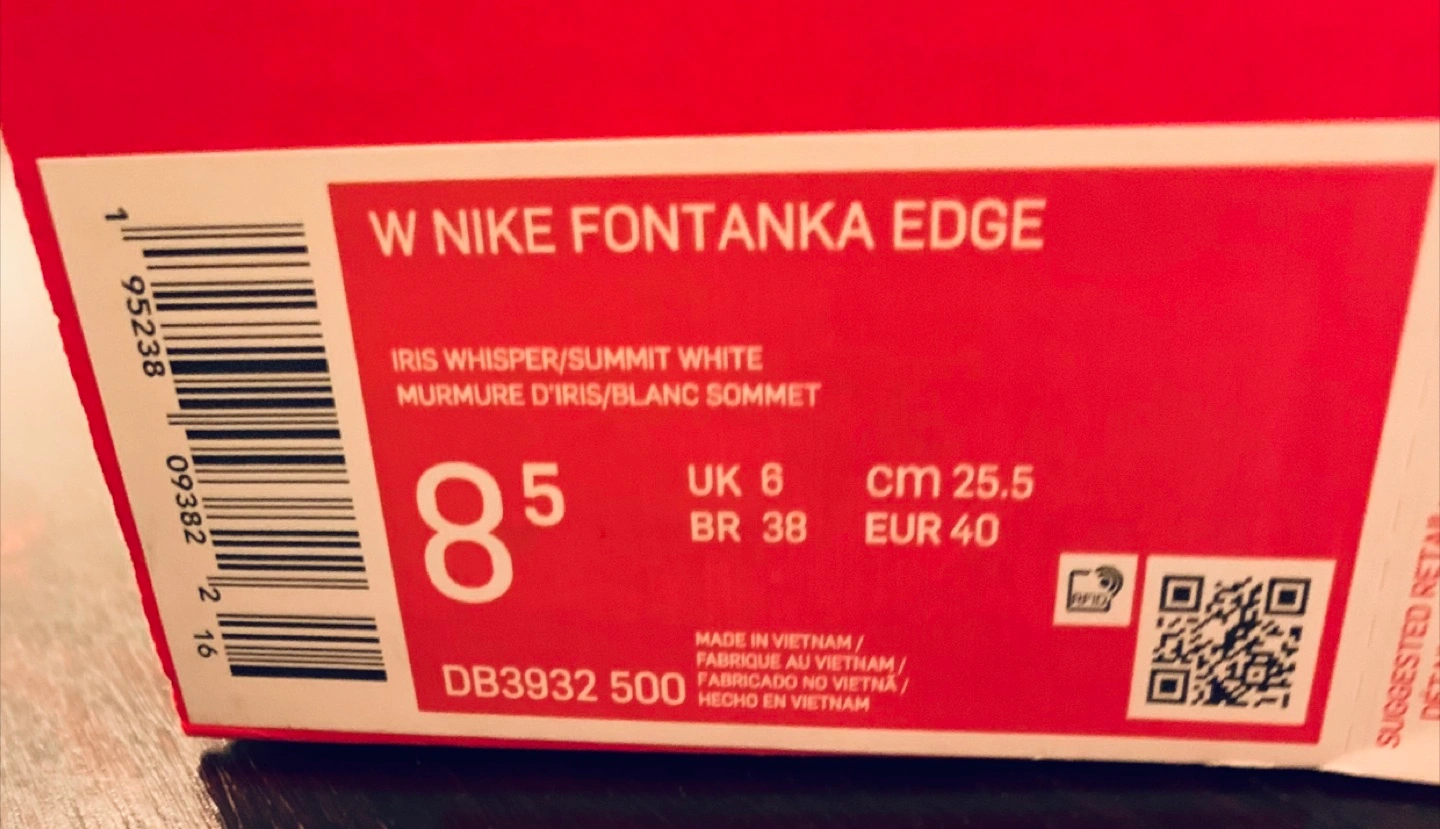 W NIKE FONTANKA EDGE
IRIS WHISPER/SUMMIT WHITE
MURMURE D'IRIS/BLANC SOMMET
8 5
UK 6
BR 38
cm 25.5
EUR 40
DB3932 500
MADE IN VIETNAM /
FABRIQUE AU VIETNAM /
FABRICADO NO VIETNÃ /
HECHO EN VIETNAM
RFID
1 95238 09382 2 16
SUGGESTED RETAIL